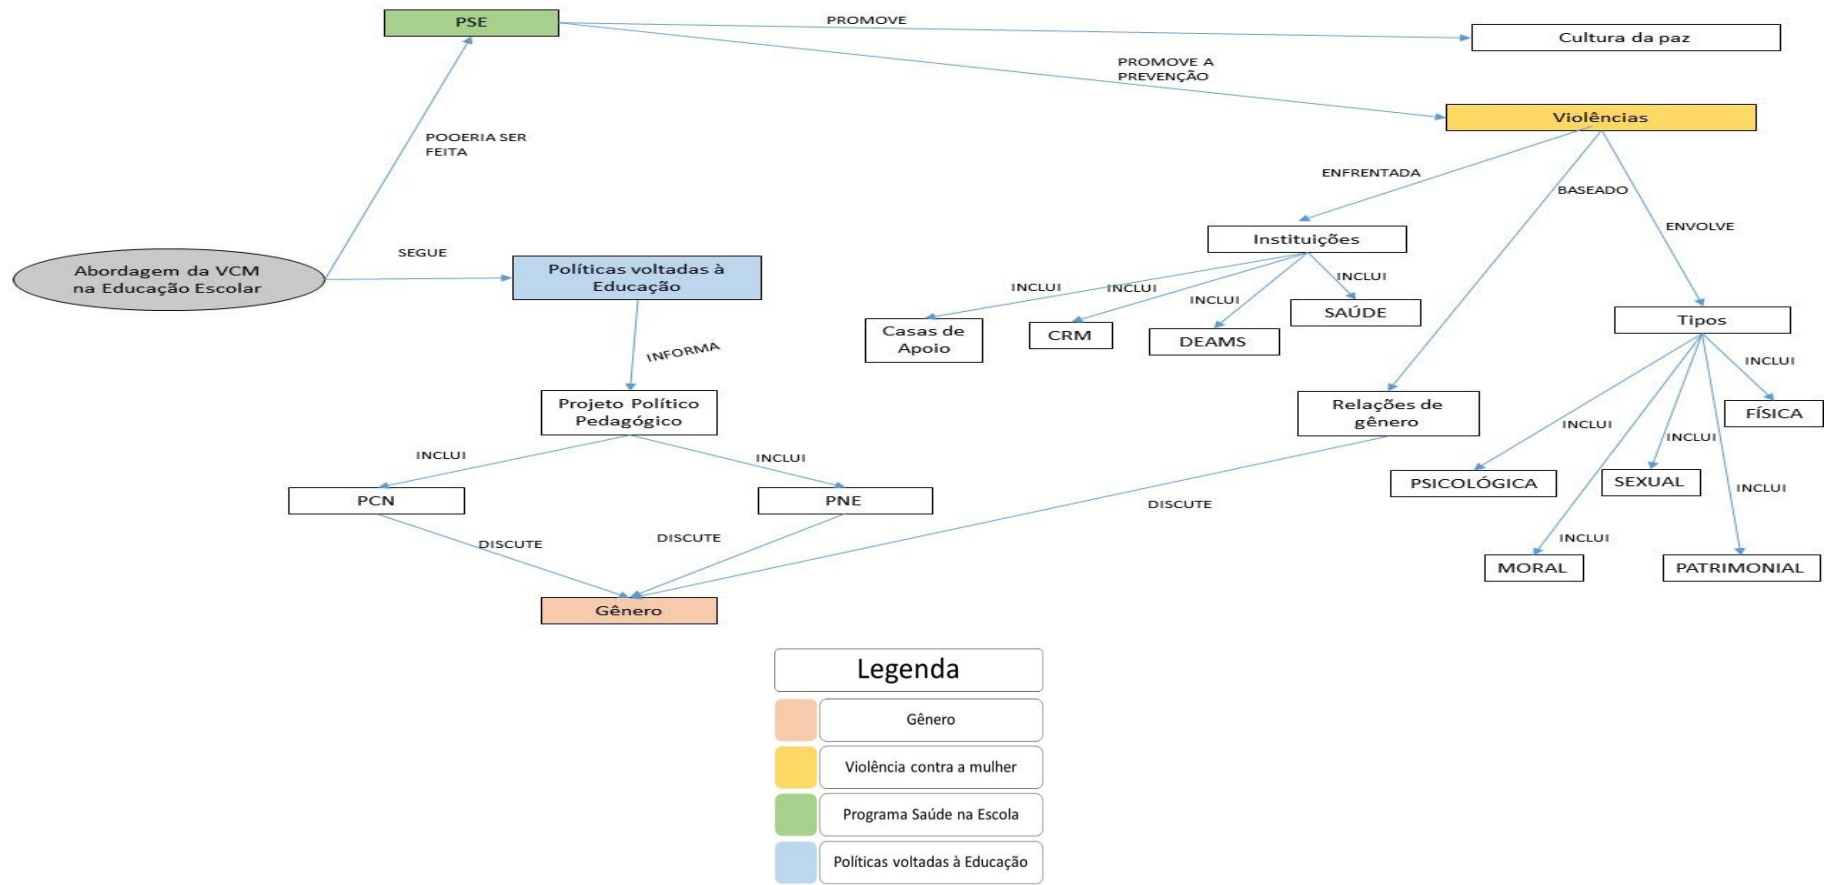 PSE
PROMOVE
Cultura da paz
PROMOVE A
PREVENÇÃO
Violências
POOERIA SER
FEITA
ENFRENTADA
BASEADO
ENVOLVE
SEGUE
Abordagem da VCM
na Educação Escolar
Políticas voltadas à
Educação
Instituições
INCLUI
INCLUI
INCLUI
INCLUI
Casas de
Apoio
CRM
DEAMS
SAÚDE
Tipos
INFORMA
Projeto Político
Pedagógico
Relações de
gênero
INCLUI
FÍSICA
INCLUI
INCLUI
INCLUI
INCLUI
INCLUI
INCLUI
PSICOLÓGICA
SEXUAL
PCN
PNE
DISCUTE
DISCUTE
DISCUTE
MORAL
PATRIMONIAL
Gênero
Legenda
Gênero
Violência contra a mulher
Programa Saúde na Escola
Políticas voltadas à Educação